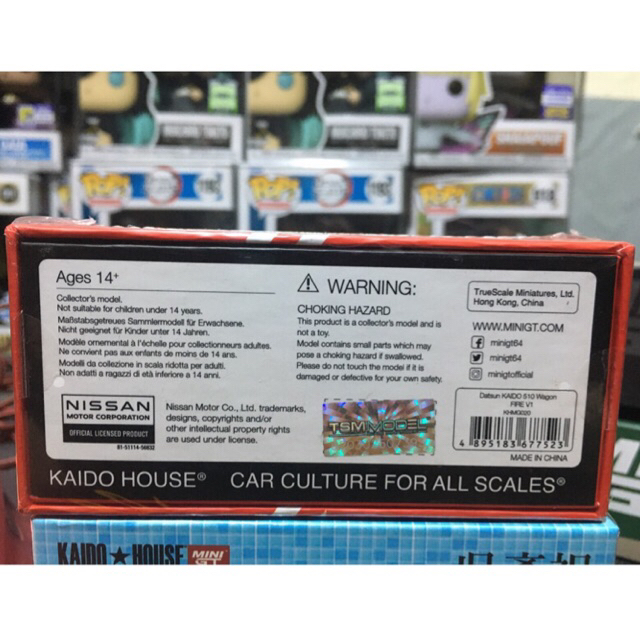 POP!
POP!
POP!
Ages 14+
Collector's model.
Not suitable for children under 14 years.
Maßstabsgetreues Sammlermodell für Erwachsene.
Nicht geeignet für Kinder unter 14 Jahren.
Modèle ornemental à l'échelle pour collectionneurs adultes.
Ne convient pas aux enfants de moins de 14 ans.
Modelli da collezione in scala ridotta per adulti.
Non adatti a ragazzi di età inferiore a 14 anni.
WARNING:
CHOKING HAZARD
This product is a collector's model and is
not a toy.
Model contains small parts which may
pose a choking hazard if swallowed.
Please do not touch the model if it is
damaged or defective for your own safety.
TrueScale Miniatures, Ltd.
Hong Kong, China
WWW.MINIGT.COM
minigt64
minigt64
minigtofficial
NISSAN
MOTOR CORPORATION
OFFICIAL LICENSED PRODUCT
81-51114-56632
Nissan Motor Co., Ltd. trademarks,
designs, copyrights and/or
other intellectual property rights
are used under license.
TSM MODEL
Datsun KAIDO 510 Wagon
FIRE V1
KHMG020
4 895183 677523
MADE IN CHINA
KAIDO HOUSE® CAR CULTURE FOR ALL SCALES®
KAIDO★HOUSE MINI GT